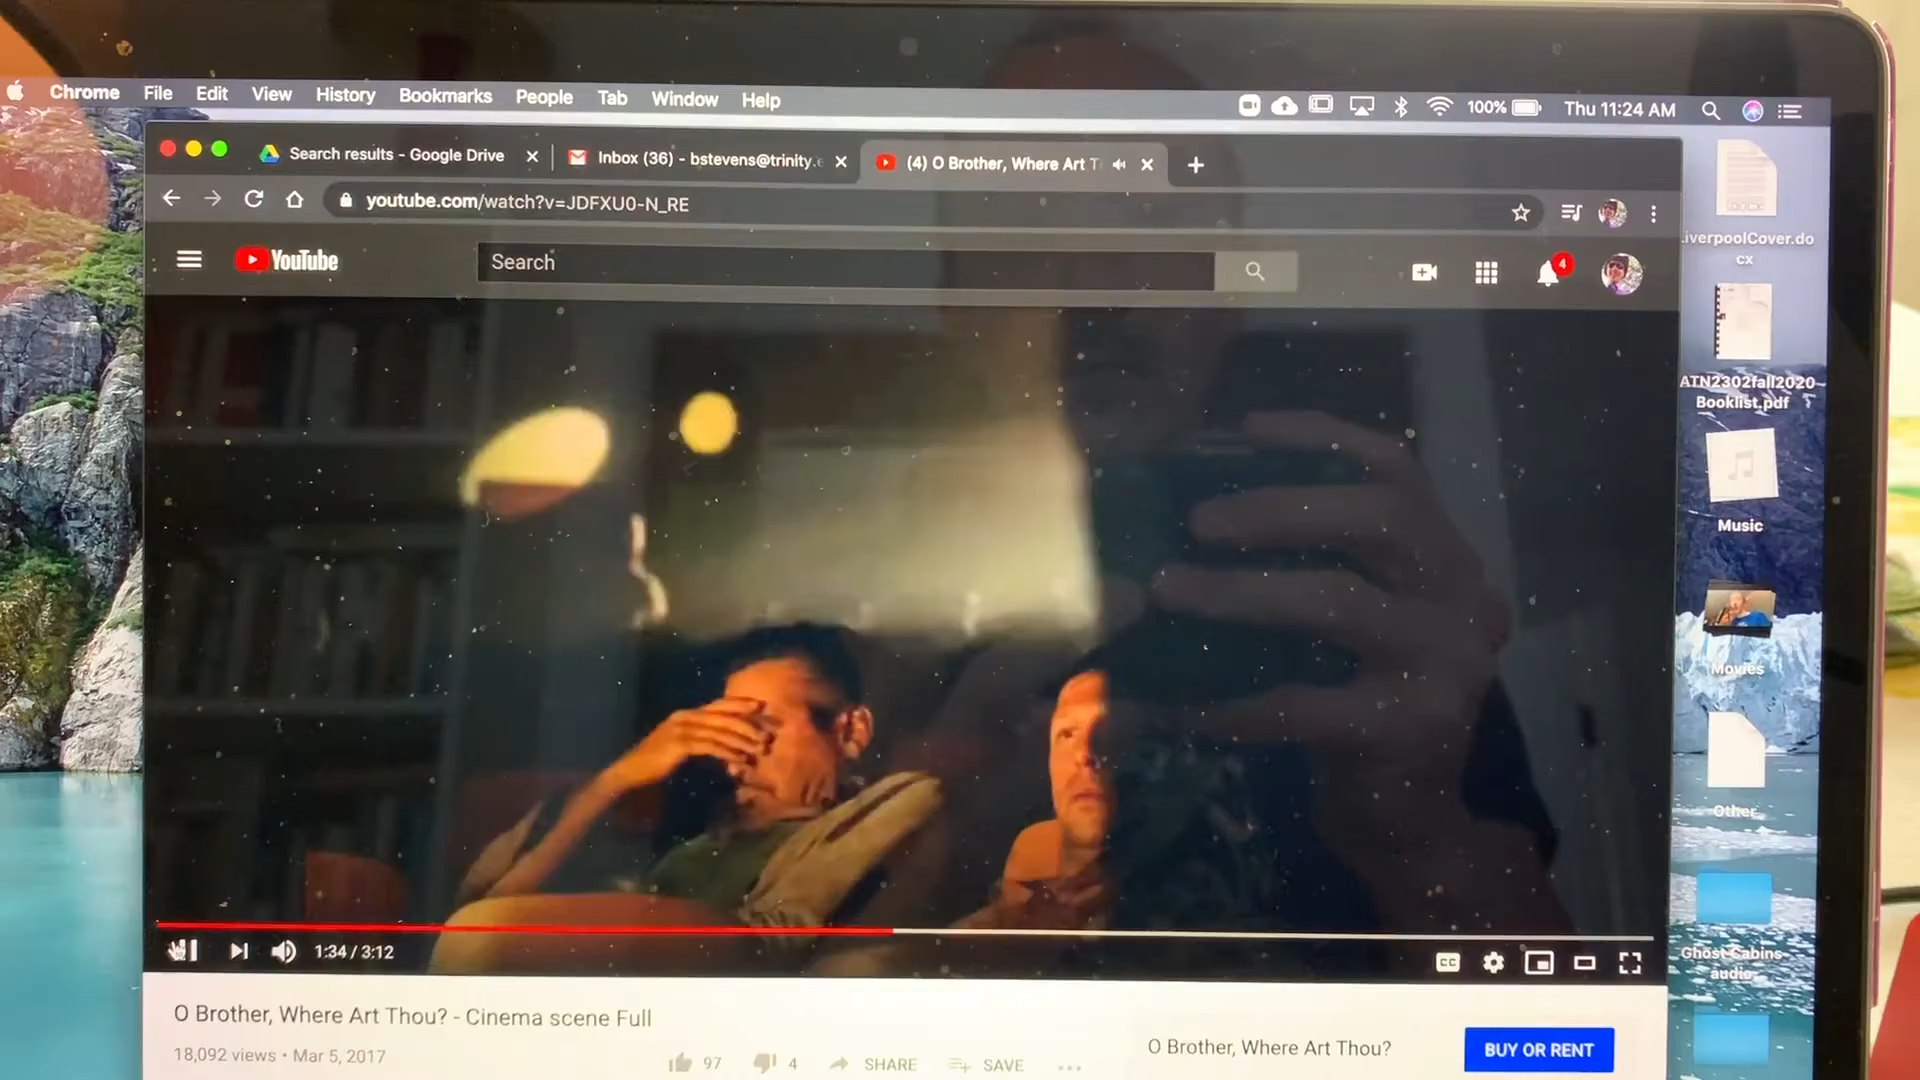 Chrome File Edit View History Bookmarks People Tab Window Help
100% Thu 11:24 AM
Search results - Google Drive
Inbox (36) - bstevens@trinity.
(4) O Brother, Where Art T
youtube.com/watch?v=JDFXU0-N_RE
YouTube
Search
4
DOCX
iverpoolCover.do
cx
ATN2302fall2020
Booklist.pdf
Music
Movies
Other
Ghost Cabins
audio
1:34 / 3:12
CC
O Brother, Where Art Thou? - Cinema scene Full
18,092 views • Mar 5, 2017
97
4
SHARE
SAVE
O Brother, Where Art Thou?
BUY OR RENT